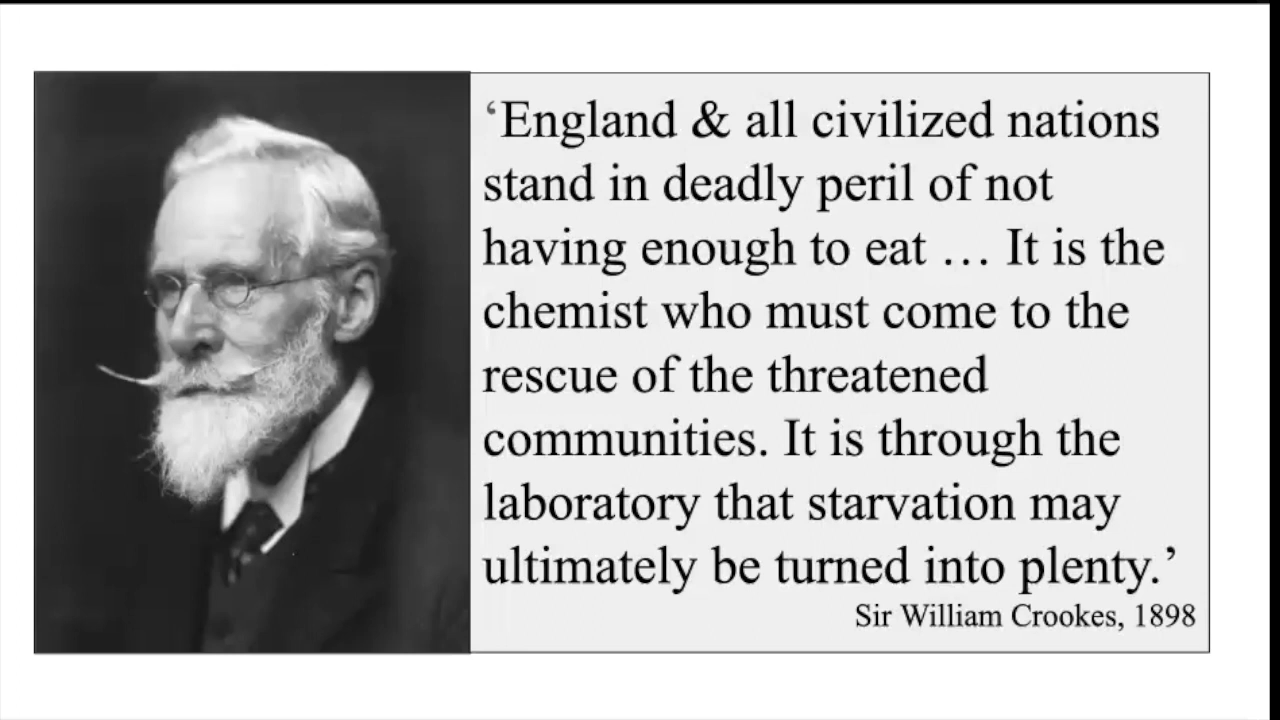 ‘England & all civilized nations
stand in deadly peril of not
having enough to eat … It is the
chemist who must come to the
rescue of the threatened
communities. It is through the
laboratory that starvation may
ultimately be turned into plenty.’
Sir William Crookes, 1898